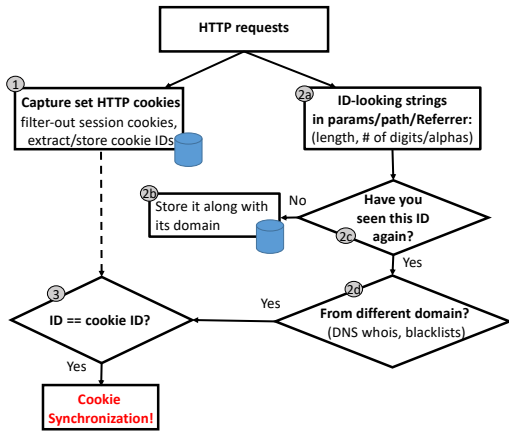 HTTP requests
1
Capture set HTTP cookies
filter-out session cookies,
extract/store cookie IDs
2a
ID-looking strings
in params/path/Referrer:
(length, # of digits/alphas)
2b
Store it along with
its domain
No
Have you
seen this ID
again?
2c
Yes
2d
From different domain?
(DNS whois, blacklists)
Yes
3
ID == cookie ID?
Yes
Cookie
Synchronization!